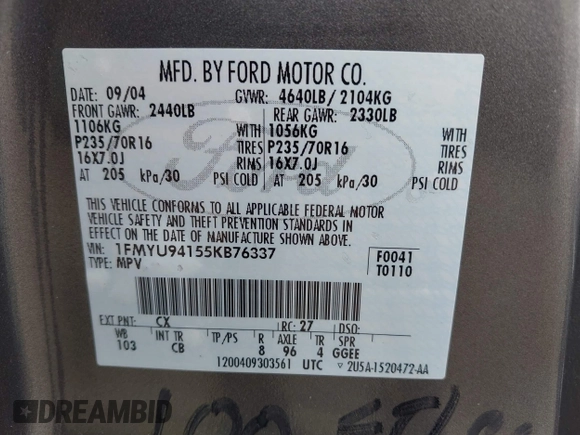 MFD. BY FORD MOTOR CO.
DATE: 09/04 GVWR: 4640LB/ 2104KG
FRONT GAWR: 2440LB REAR GAWR: 2330LB
1106KG WITH 1056KG WITH
P235/70R16 TIRES P235/70R16 TIRES
16X7.0J RIMS 16X7.0J RIMS
AT 205 kPa/30 PSI COLD AT 205 kPa/30 PSI COLD
THIS VEHICLE CONFORMS TO ALL APPLICABLE FEDERAL MOTOR
VEHICLE SAFETY AND THEFT PREVENTION STANDARDS IN
EFFECT ON THE DATE OF MANUFACTURE SHOWN ABOVE.
VIN: 1FMYU94155KB76337 F0041
TYPE: MPV T0110
EXT PNT: CX RC: 27 DSO:
WB INT TR TP/PS R AXLE TR SPR
103 CB 8 96 4 GGEE
1200409303561 UTC ▽2U5A-1520472-AA
Ford
DREAMBID